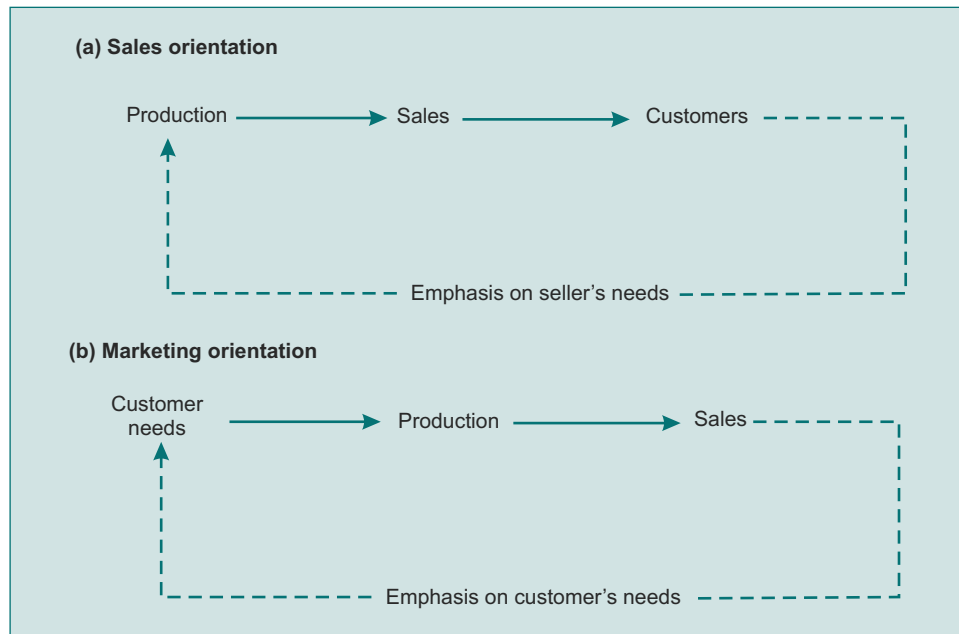 (a) Sales orientation
Production Sales Customers
Emphasis on seller's needs
(b) Marketing orientation
Customer
needs Production Sales
Emphasis on customer's needs